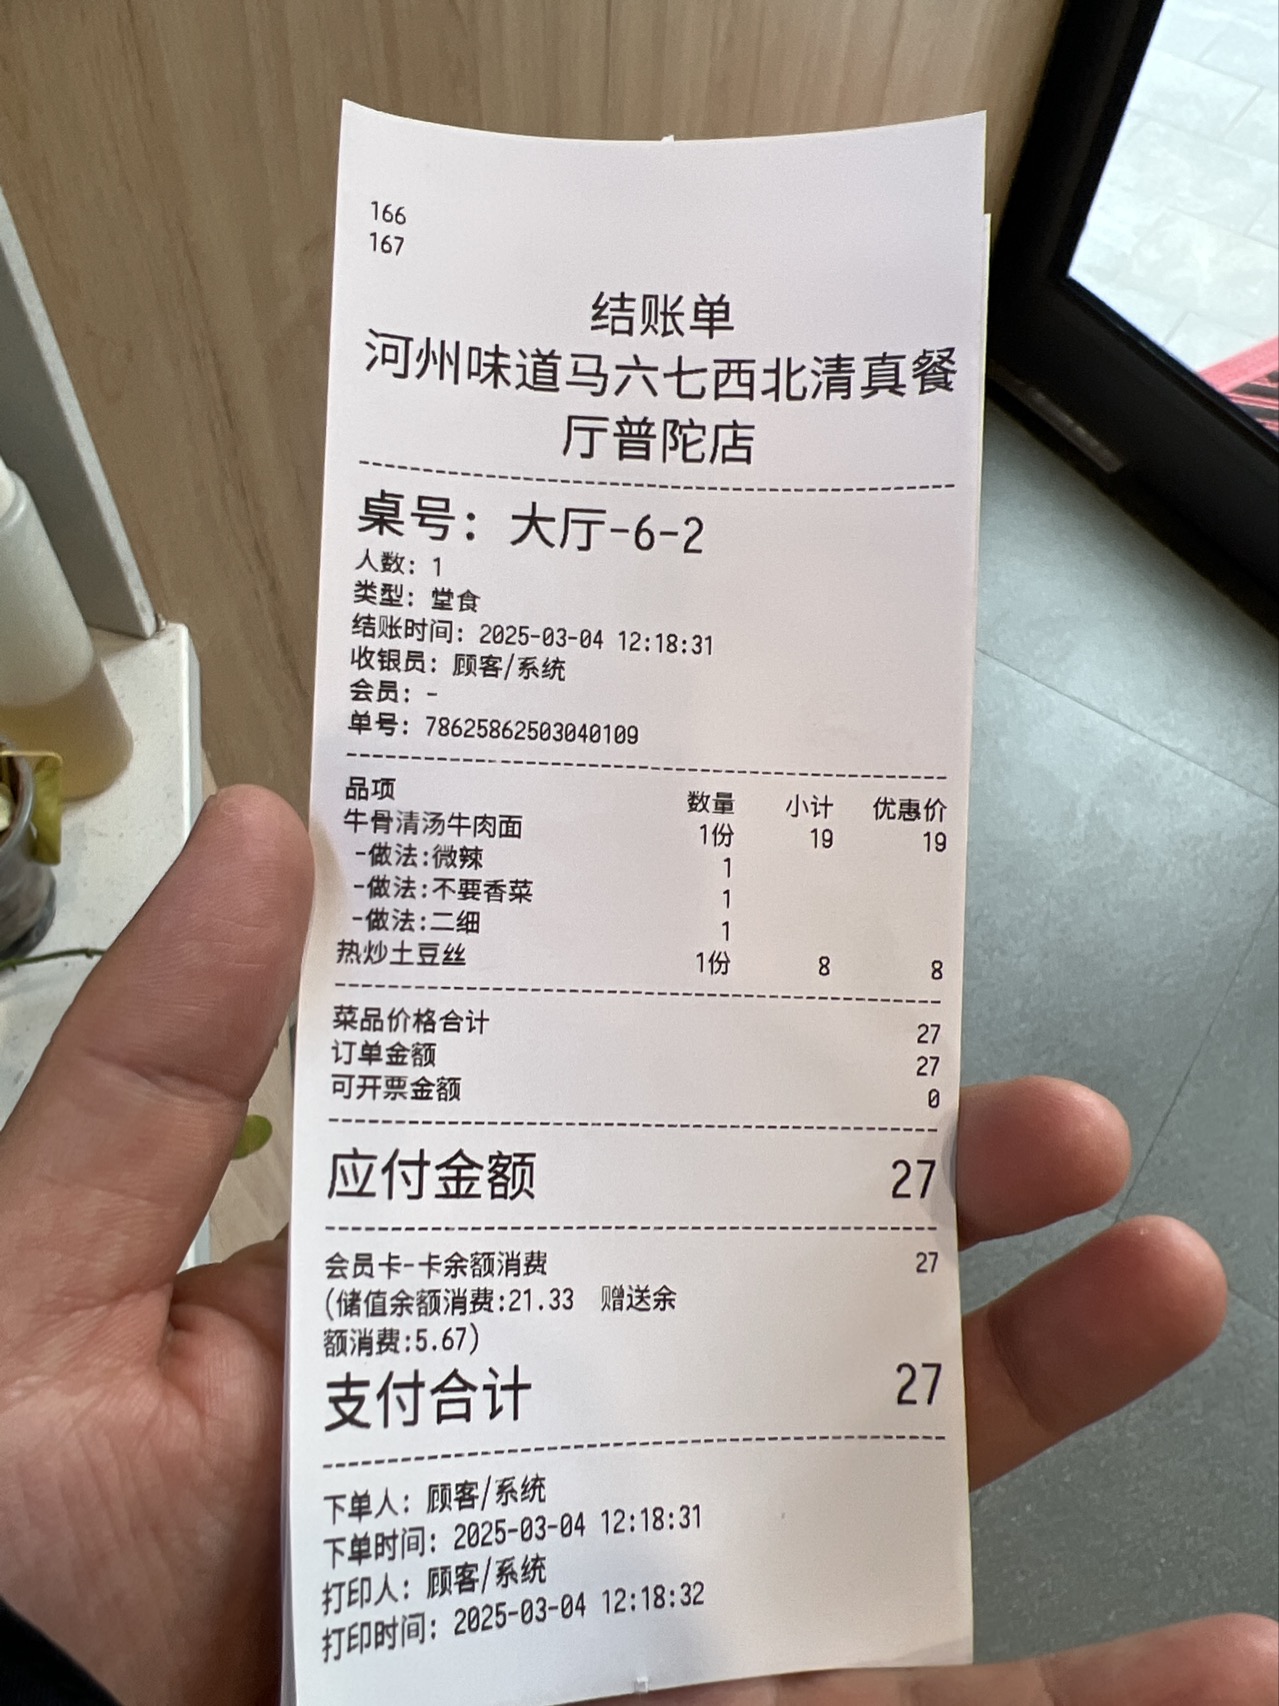 166
167
结账单
河州味道马六七西北清真餐
厅普陀店
桌号：大厅-6-2
人数：1
类型：堂食
结账时间：2025-03-04 12:18:31
收银员：顾客/系统
会员：-
单号：78625862503040109
品项 数量 小计 优惠价
牛骨清汤牛肉面 1份 19 19
-做法:微辣 1
-做法:不要香菜 1
-做法:二细 1
热炒土豆丝 1份 8 8
菜品价格合计 27
订单金额 27
可开票金额 0
应付金额 27
会员卡-卡余额消费 27
(储值余额消费:21.33 赠送余
额消费:5.67)
支付合计 27
下单人：顾客/系统
下单时间：2025-03-04 12:18:31
打印人：顾客/系统
打印时间：2025-03-04 12:18:32